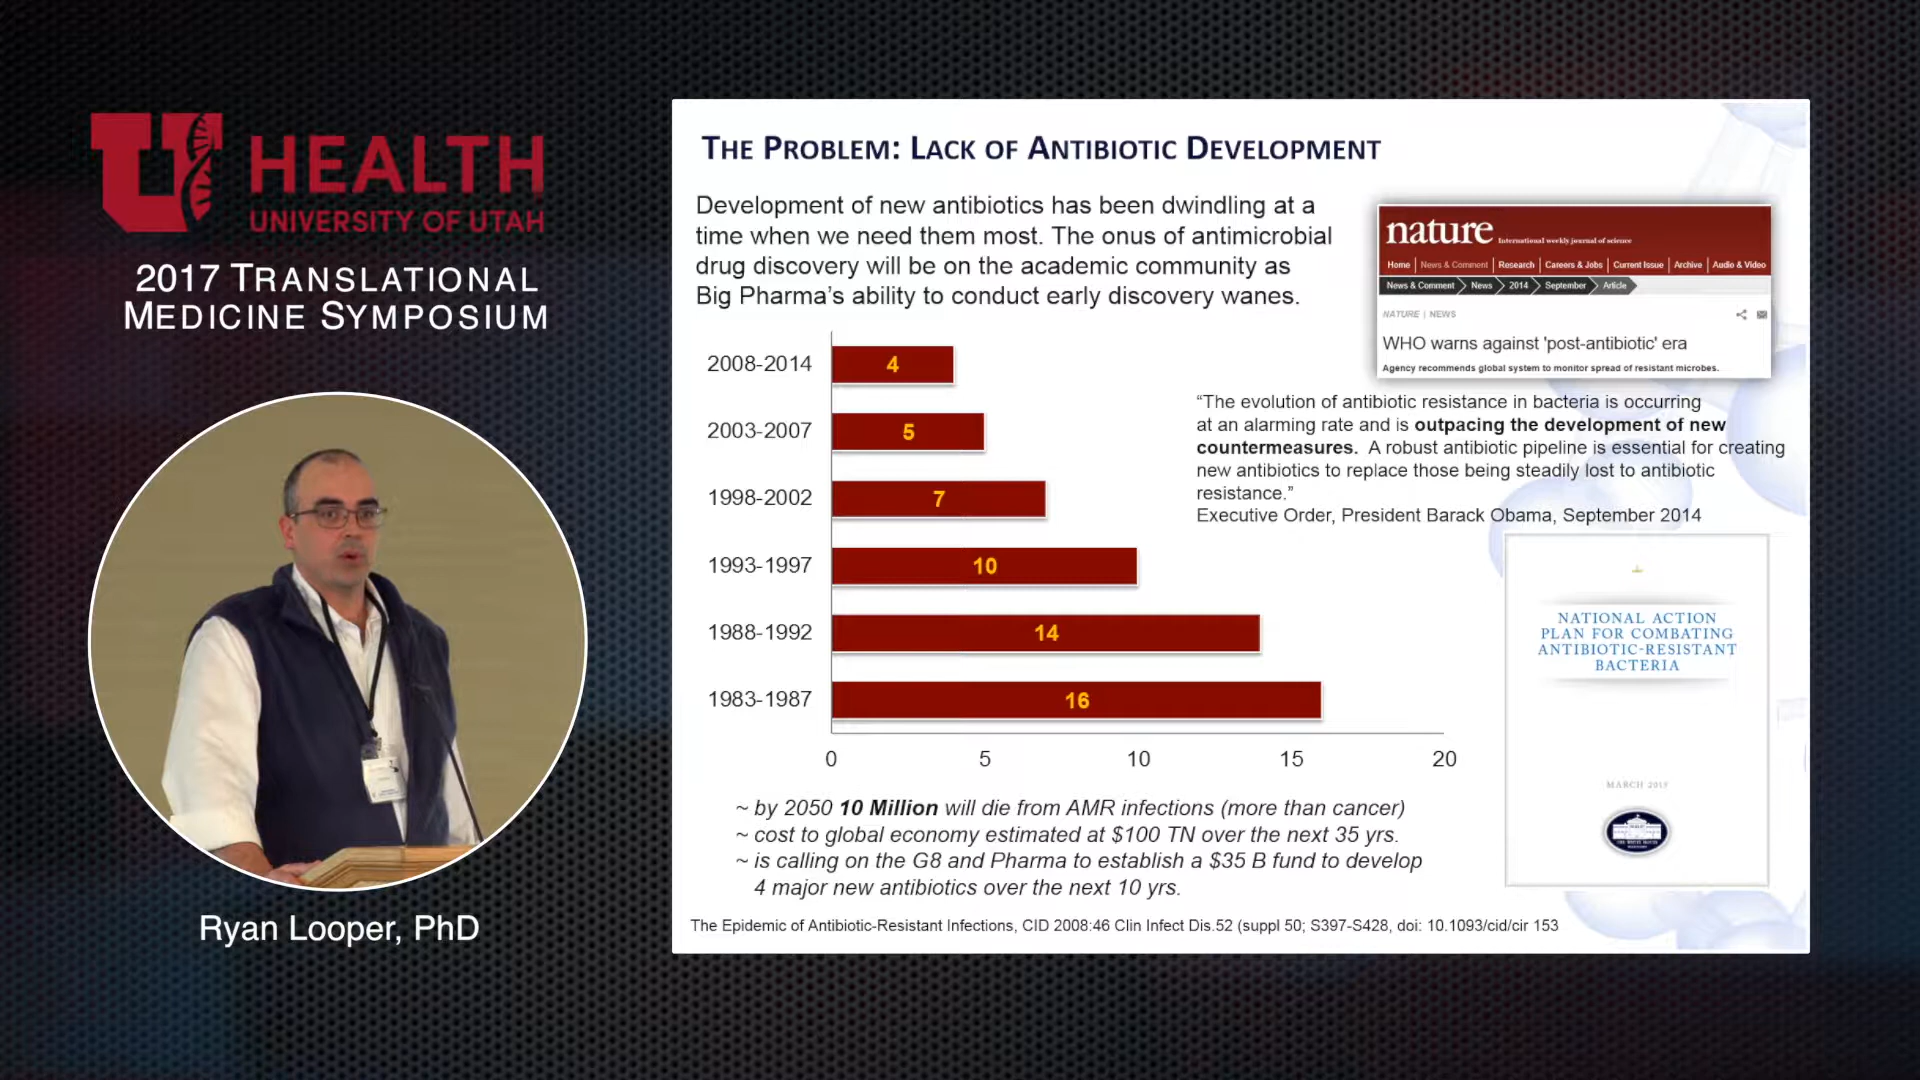 U HEALTH
UNIVERSITY OF UTAH
2017 TRANSLATIONAL
MEDICINE SYMPOSIUM
Ryan Looper, PhD
THE PROBLEM: LACK OF ANTIBIOTIC DEVELOPMENT
Development of new antibiotics has been dwindling at a
time when we need them most. The onus of antimicrobial
drug discovery will be on the academic community as
Big Pharma's ability to conduct early discovery wanes.
nature International weekly journal of science
Home | News & Comment | Research | Careers & Jobs | Current Issue | Archive | Audio & Video
News & Comment > News > 2014 > September > Article
NATURE | NEWS
WHO warns against 'post-antibiotic' era
Agency recommends global system to monitor spread of resistant microbes.
2008-2014 4
2003-2007 5
1998-2002 7
1993-1997 10
1988-1992 14
1983-1987 16
0 5 10 15 20
“The evolution of antibiotic resistance in bacteria is occurring
at an alarming rate and is outpacing the development of new
countermeasures. A robust antibiotic pipeline is essential for creating
new antibiotics to replace those being steadily lost to antibiotic
resistance.”
Executive Order, President Barack Obama, September 2014
NATIONAL ACTION
PLAN FOR COMBATING
ANTIBIOTIC-RESISTANT
BACTERIA
MARCH 2015
~ by 2050 10 Million will die from AMR infections (more than cancer)
~ cost to global economy estimated at $100 TN over the next 35 yrs.
~ is calling on the G8 and Pharma to establish a $35 B fund to develop
4 major new antibiotics over the next 10 yrs.
The Epidemic of Antibiotic-Resistant Infections, CID 2008:46 Clin Infect Dis.52 (suppl 50; S397-S428, doi: 10.1093/cid/cir 153